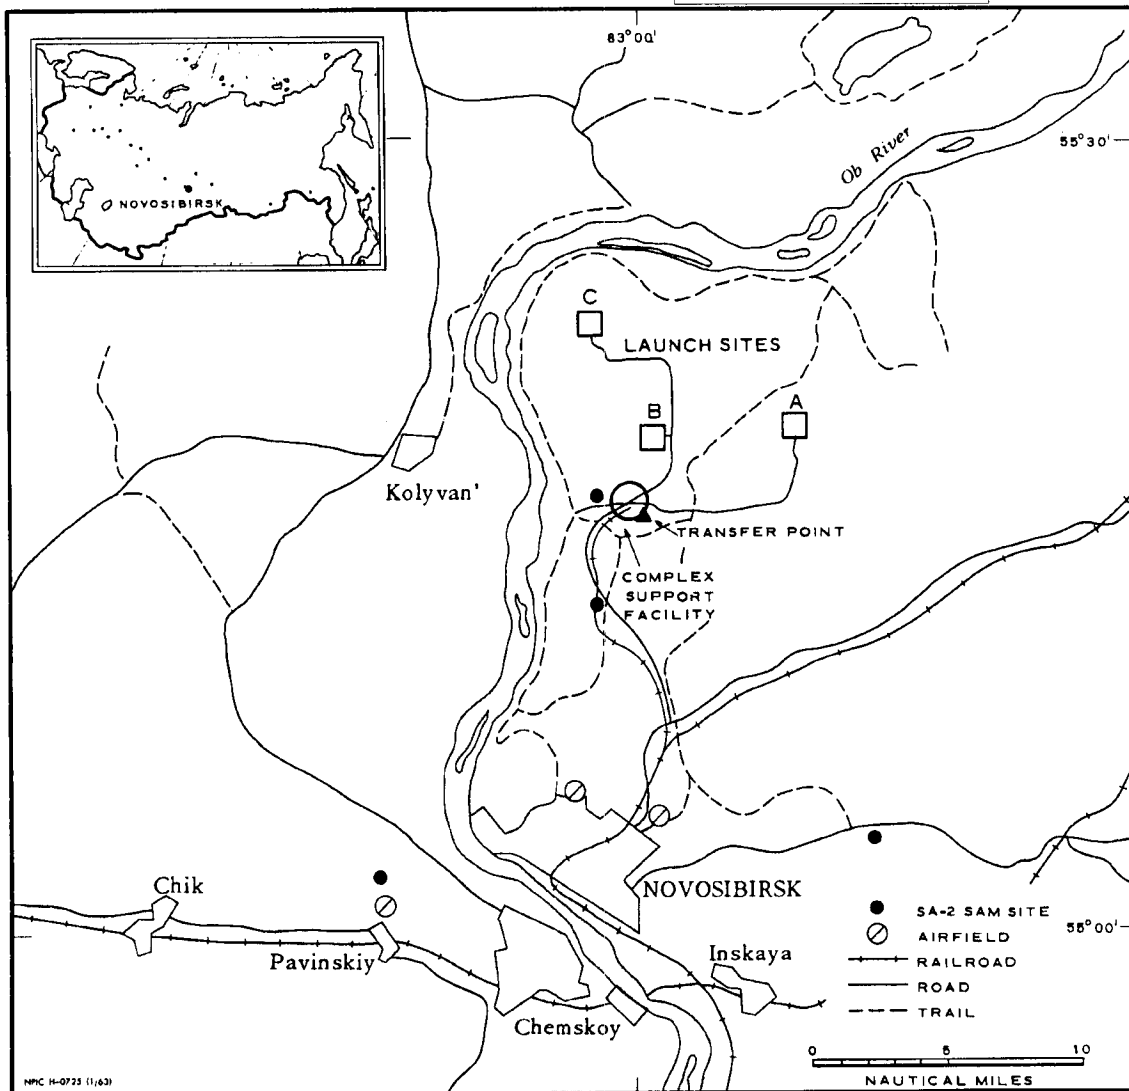 83°00'
55°30'
Ob River
NOVOSIBIRSK
C
LAUNCH SITES
B
A
Kolyvan'
TRANSFER POINT
COMPLEX
SUPPORT
FACILITY
NOVOSIBIRSK
Chik
Pavinskiy
Chemskoy
Inskaya
SA-2 SAM SITE
AIRFIELD
RAILROAD
ROAD
TRAIL
55°00'
0 5 10
NAUTICAL MILES
NPIC H-0725 (1/63)